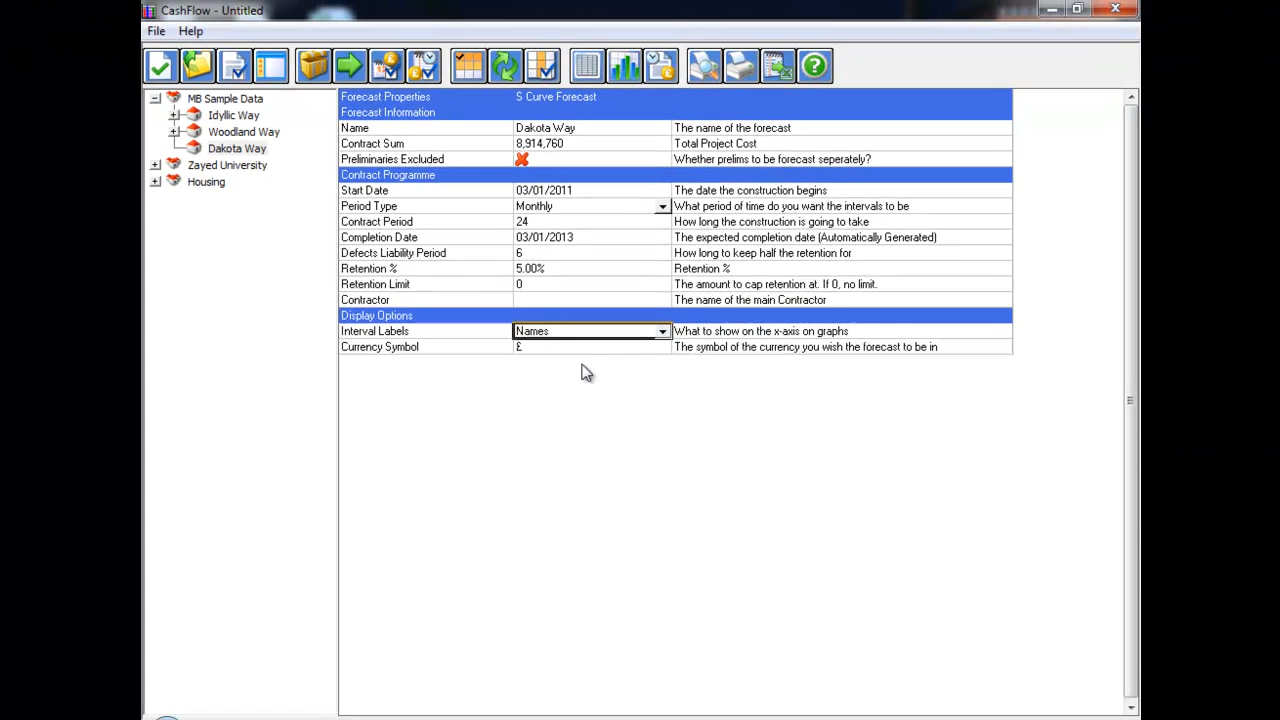 CashFlow - Untitled
File Help
MB Sample Data
Idyllic Way
Woodland Way
Dakota Way
Zayed University
Housing
Forecast Properties S Curve Forecast
Forecast Information
Name Dakota Way The name of the forecast
Contract Sum 8,914,760 Total Project Cost
Preliminaries Excluded Whether prelims to be forecast seperately?
Contract Programme
Start Date 03/01/2011 The date the construction begins
Period Type Monthly What period of time do you want the intervals to be
Contract Period 24 How long the construction is going to take
Completion Date 03/01/2013 The expected completion date (Automatically Generated)
Defects Liability Period 6 How long to keep half the retention for
Retention % 5.00% Retention %
Retention Limit 0 The amount to cap retention at. If 0, no limit.
Contractor The name of the main Contractor
Display Options
Interval Labels Names What to show on the x-axis on graphs
Currency Symbol £ The symbol of the currency you wish the forecast to be in